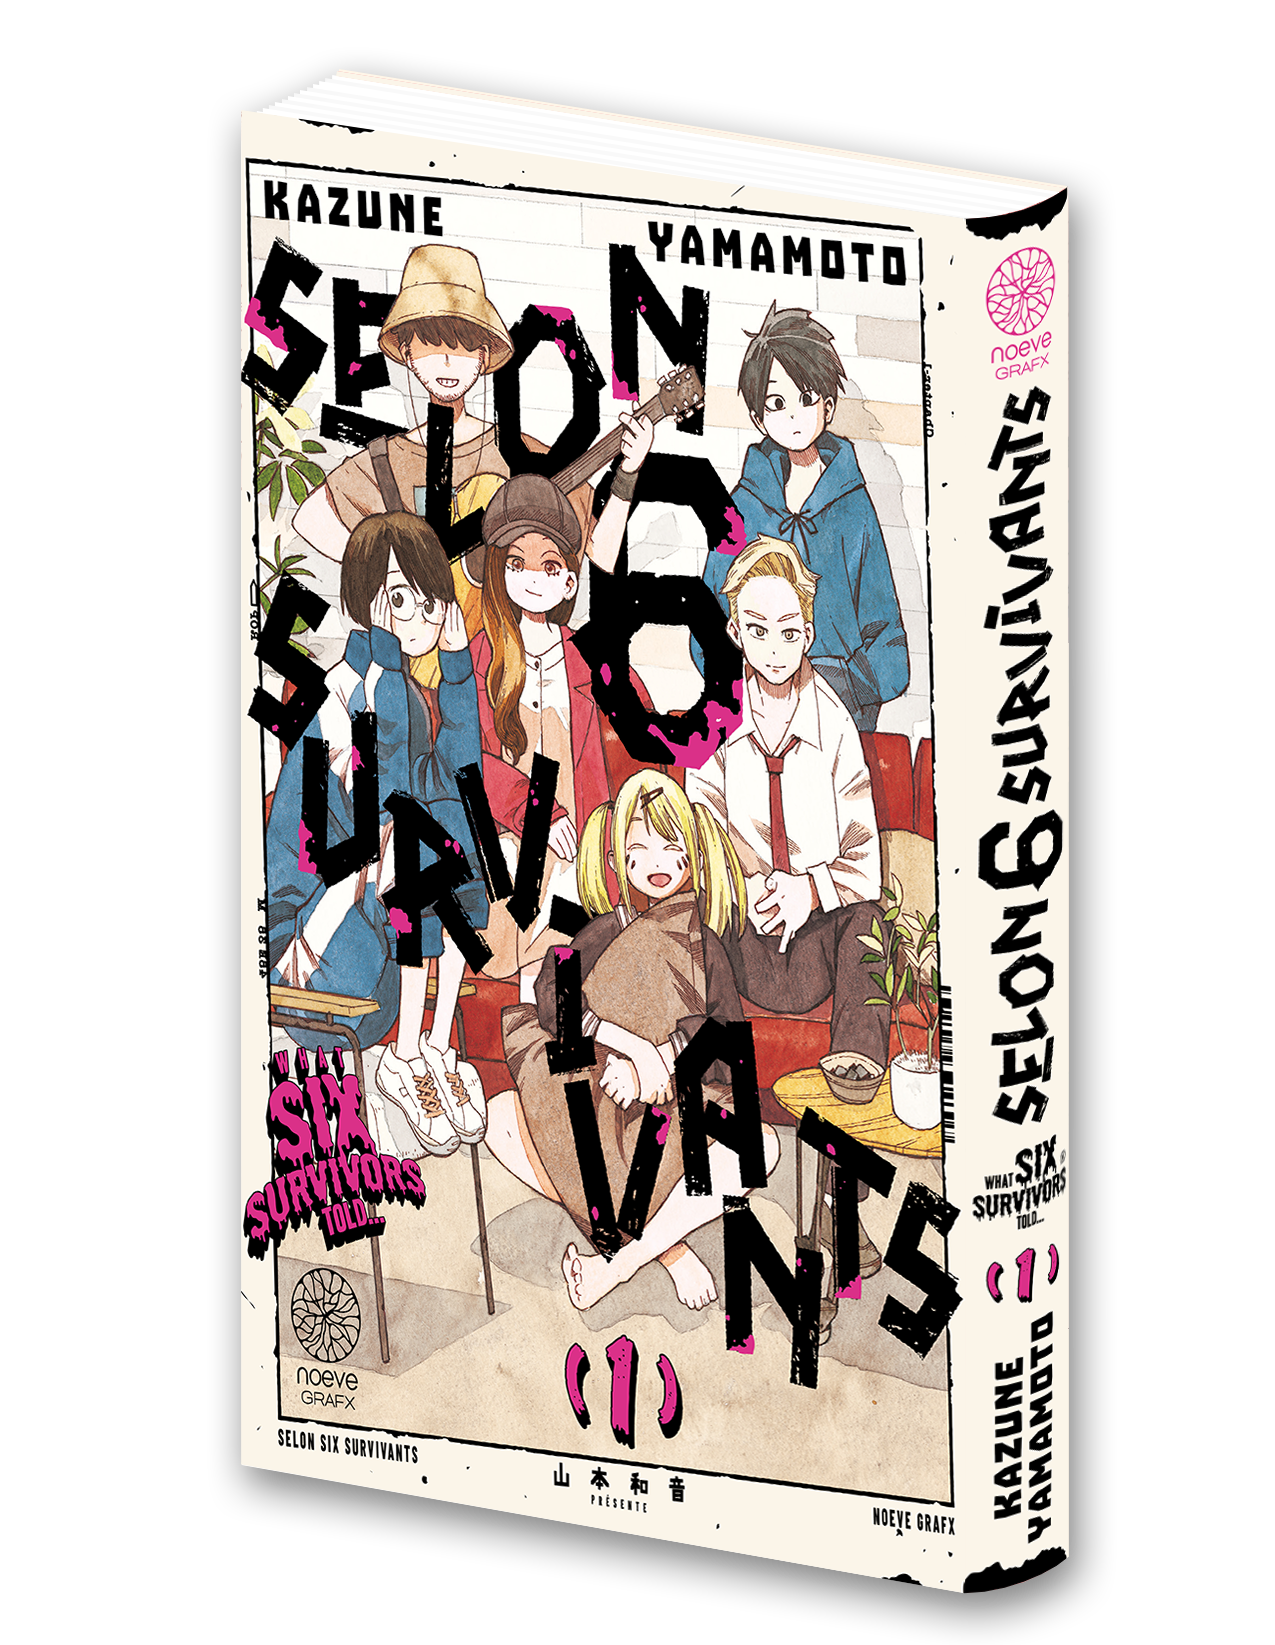 KAZUNE YAMAMOTO
SELON
6
SURVIVANTS
WHAT
SIX
SURVIVORS
TOLD...
noeve
GRAFX
(1)
SELON SIX SURVIVANTS
山本和音
PRÉSENTE
NOEVE GRAFX
noeve
GRAFX
SELON 6 SURVIVANTS
WHAT SIX
SURVIVORS
TOLD...
(1)
KAZUNE
YAMAMOTO